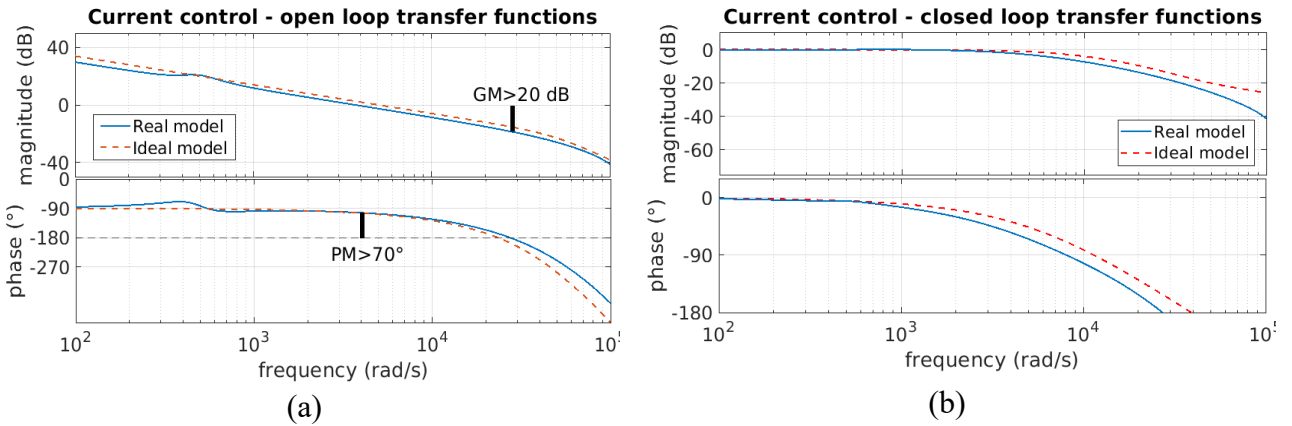 Current control - open loop transfer functions
magnitude (dB)
40
0
-40
GM>20 dB
Real model
Ideal model
phase (°)
0
-90
-180
-270
PM>70°
10²
10³
10⁴
10⁵
frequency (rad/s)
(a)
Current control - closed loop transfer functions
magnitude (dB)
0
-20
-40
-60
Real model
Ideal model
phase (°)
0
-90
-180
10²
10³
10⁴
10⁵
frequency (rad/s)
(b)